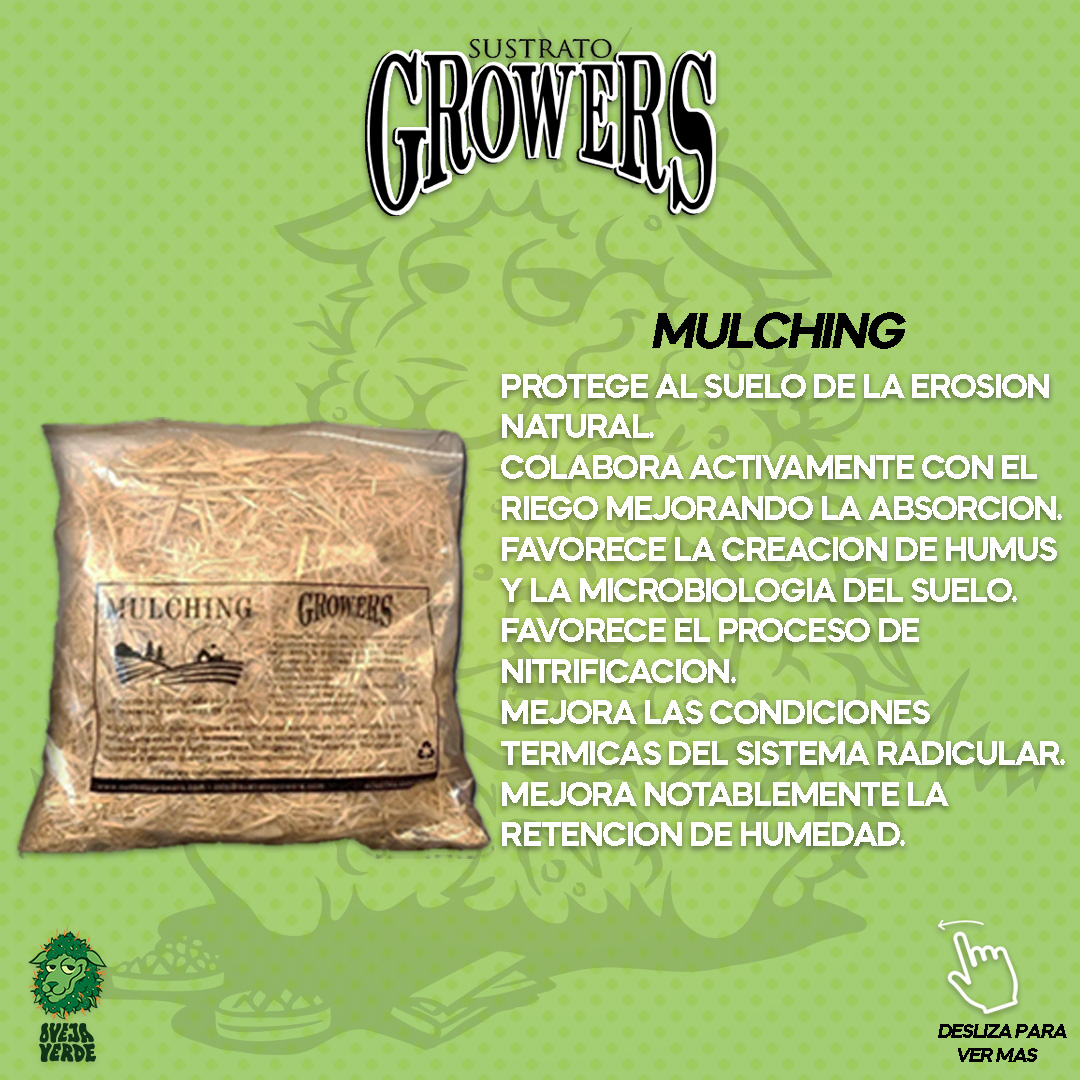 SUSTRATO
GROWERS
MULCHING
PROTEGE AL SUELO DE LA EROSION
NATURAL.
COLABORA ACTIVAMENTE CON EL
RIEGO MEJORANDO LA ABSORCION.
FAVORECE LA CREACION DE HUMUS
Y LA MICROBIOLOGIA DEL SUELO.
FAVORECE EL PROCESO DE
NITRIFICACION.
MEJORA LAS CONDICIONES
TERMICAS DEL SISTEMA RADICULAR.
MEJORA NOTABLEMENTE LA
RETENCION DE HUMEDAD.
MULCHING GROWERS
OVEJA
VERDE
DESLIZA PARA
VER MAS